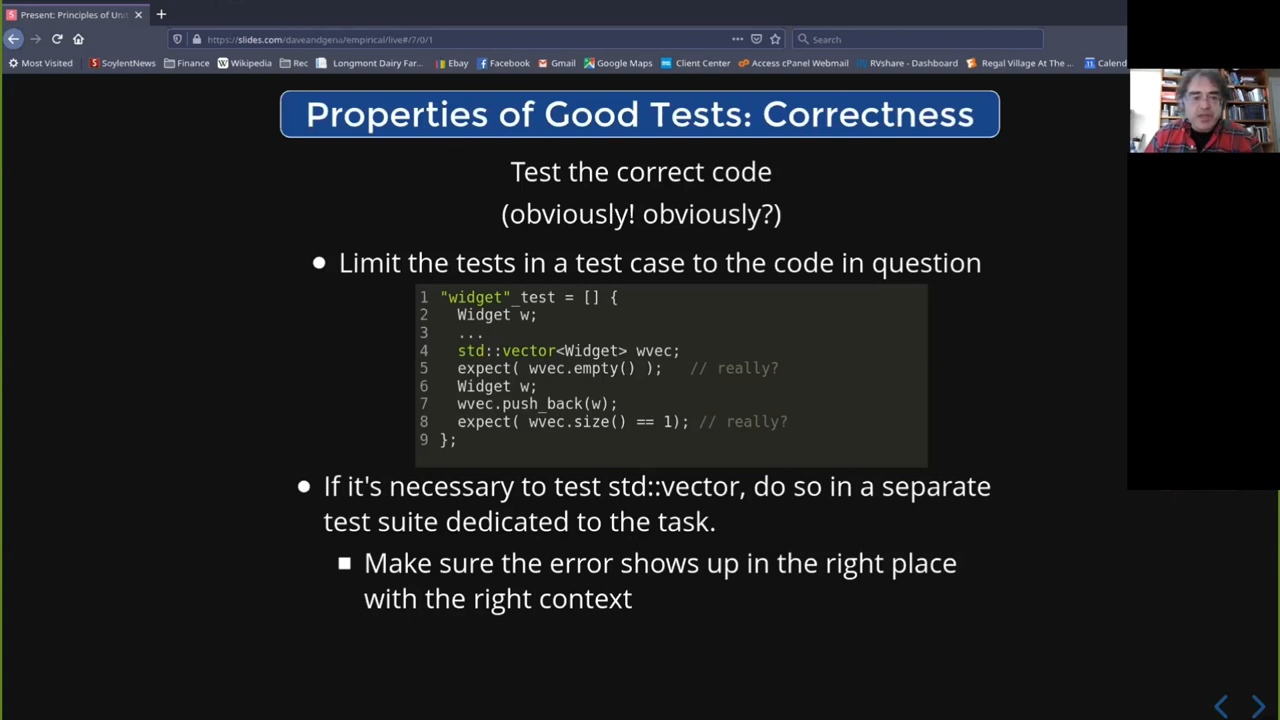 Present: Principles of Uni
https://slides.com/daveandgena/empirical/live#/7/0/1
Search
Most Visited
SoylentNews
Finance
Wikipedia
Rec
Longmont Dairy Far...
Ebay
Facebook
Gmail
Google Maps
Client Center
Access cPanel Webmail
RVshare - Dashboard
Regal Village At The ...
Calend
Properties of Good Tests: Correctness
Test the correct code
(obviously! obviously?)
Limit the tests in a test case to the code in question
1 "widget"_test = [] {
2 Widget w;
3 ...
4 std::vector<Widget> wvec;
5 expect( wvec.empty() ); // really?
6 Widget w;
7 wvec.push_back(w);
8 expect( wvec.size() == 1); // really?
9 };
If it's necessary to test std::vector, do so in a separate
test suite dedicated to the task.
Make sure the error shows up in the right place
with the right context